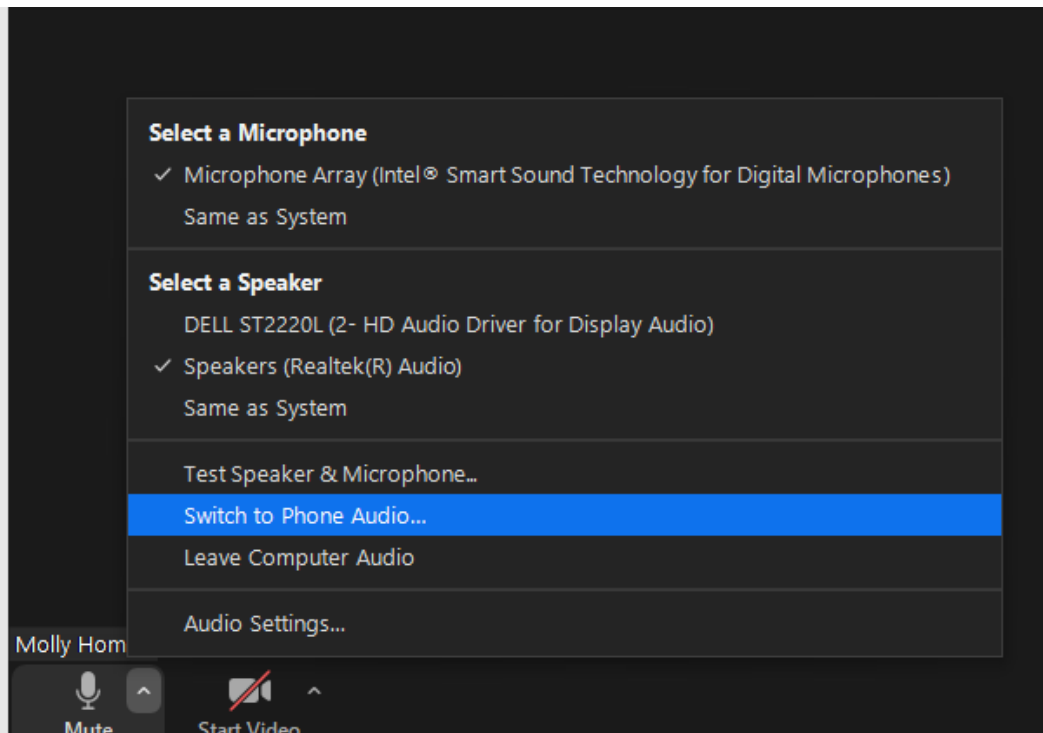 Select a Microphone
✓ Microphone Array (Intel® Smart Sound Technology for Digital Microphones)
Same as System
Select a Speaker
DELL ST2220L (2- HD Audio Driver for Display Audio)
✓ Speakers (Realtek(R) Audio)
Same as System
Test Speaker & Microphone...
Switch to Phone Audio...
Leave Computer Audio
Audio Settings...
Molly Hom
Mute
Start Video